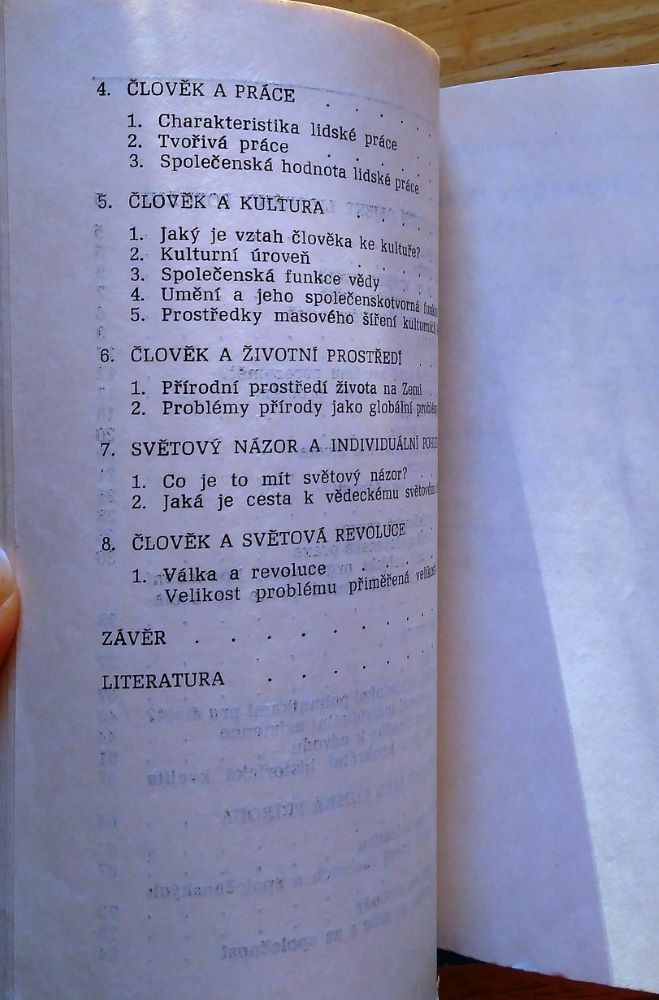 4. ČLOVĚK A PRÁCE . . . . .
1. Charakteristika lidské práce . .
2. Tvořivá práce . . . . .
3. Společenská hodnota lidské práce
5. ČLOVĚK A KULTURA . . . . .
1. Jaký je vztah člověka ke kultuře?
2. Kulturní úroveň . . . . .
3. Společenská funkce vědy . . .
4. Umění a jeho společenskotvorná
5. Prostředky masového šíření kulturních
6. ČLOVĚK A ŽIVOTNÍ PROSTŘEDÍ . .
1. Přírodní prostředí života na Zemi
2. Problémy přírody jako globální
7. SVĚTOVÝ NÁZOR A INDIVIDUÁLNÍ
1. Co je to mít světový názor? . .
2. Jaká je cesta k vědeckému světovému
8. ČLOVĚK A SVĚTOVÁ REVOLUCE .
1. Válka a revoluce . . . . .
Velikost problému přiměřená velikost
ZÁVĚR . . . . . . . .
LITERATURA . . . . . .